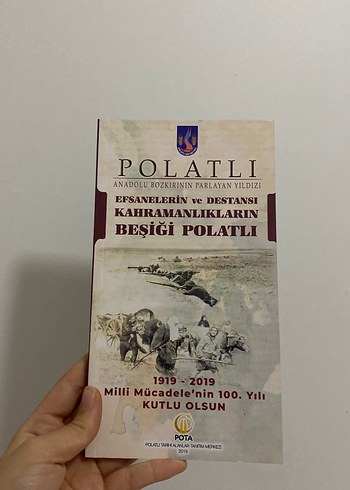 POLATLI
ANADOLU BOZKIRININ PARLAYAN YILDIZI
EFSANELERİN ve DESTANSI
KAHRAMANLIKLARIN
BEŞİĞİ POLATLI
1919 - 2019
Milli Mücadele'nin 100. Yılı
KUTLU OLSUN
POTA
POLATLI TARİHİ ALANLAR TANITIM MERKEZİ
2019